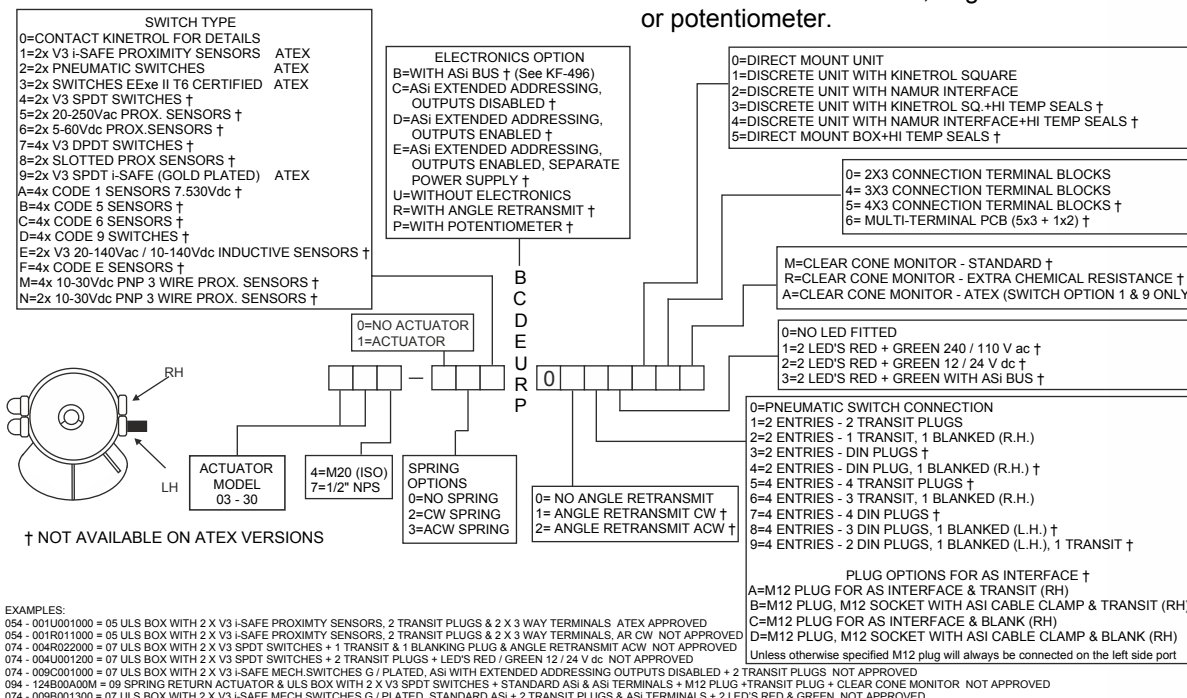 or potentiometer.
SWITCH TYPE
0=CONTACT KINETROL FOR DETAILS
1=2x V3 i-SAFE PROXIMITY SENSORS ATEX
2=2x PNEUMATIC SWITCHES ATEX
3=2x SWITCHES EExe II T6 CERTIFIED ATEX
4=2x V3 SPDT SWITCHES †
5=2x 20-250Vac PROX. SENSORS †
6=2x 5-60Vdc PROX.SENSORS †
7=4x V3 DPDT SWITCHES †
8=2x SLOTTED PROX SENSORS †
9=2x V3 SPDT i-SAFE (GOLD PLATED) ATEX
A=4x CODE 1 SENSORS 7.530Vdc †
B=4x CODE 5 SENSORS †
C=4x CODE 6 SENSORS †
D=4x CODE 9 SWITCHES †
E=2x V3 20-140Vac / 10-140Vdc INDUCTIVE SENSORS †
F=4x CODE E SENSORS †
M=4x 10-30Vdc PNP 3 WIRE PROX. SENSORS †
N=2x 10-30Vdc PNP 3 WIRE PROX. SENSORS †
ELECTRONICS OPTION
B=WITH ASi BUS † (See KF-496)
C=ASi EXTENDED ADDRESSING,
OUTPUTS DISABLED †
D=ASi EXTENDED ADDRESSING,
OUTPUTS ENABLED †
E=ASi EXTENDED ADDRESSING,
OUTPUTS ENABLED, SEPARATE
POWER SUPPLY †
U=WITHOUT ELECTRONICS
R=WITH ANGLE RETRANSMIT †
P=WITH POTENTIOMETER †
0=DIRECT MOUNT UNIT
1=DISCRETE UNIT WITH KINETROL SQUARE
2=DISCRETE UNIT WITH NAMUR INTERFACE
3=DISCRETE UNIT WITH KINETROL SQ.+HI TEMP SEALS †
4=DISCRETE UNIT WITH NAMUR INTERFACE+HI TEMP SEALS †
5=DIRECT MOUNT BOX+HI TEMP SEALS †
0= 2X3 CONNECTION TERMINAL BLOCKS
4= 3X3 CONNECTION TERMINAL BLOCKS
5= 4X3 CONNECTION TERMINAL BLOCKS †
6= MULTI-TERMINAL PCB (5x3 + 1x2) †
M=CLEAR CONE MONITOR - STANDARD †
R=CLEAR CONE MONITOR - EXTRA CHEMICAL RESISTANCE †
A=CLEAR CONE MONITOR - ATEX (SWITCH OPTION 1 & 9 ONLY
0=NO LED FITTED
1=2 LED'S RED + GREEN 240 / 110 V ac †
2=2 LED'S RED + GREEN 12 / 24 V dc †
3=2 LED'S RED + GREEN WITH ASi BUS †
0=NO ACTUATOR
1=ACTUATOR
B
C
D
E
U
R
P
–
0
RH
LH
ACTUATOR
MODEL
03 - 30
4=M20 (ISO)
7=1/2" NPS
SPRING
OPTIONS
0=NO SPRING
2=CW SPRING
3=ACW SPRING
0= NO ANGLE RETRANSMIT
1= ANGLE RETRANSMIT CW †
2= ANGLE RETRANSMIT ACW †
0=PNEUMATIC SWITCH CONNECTION
1=2 ENTRIES - 2 TRANSIT PLUGS
2=2 ENTRIES - 1 TRANSIT, 1 BLANKED (R.H.)
3=2 ENTRIES - DIN PLUGS †
4=2 ENTRIES - DIN PLUG, 1 BLANKED (R.H.) †
5=4 ENTRIES - 4 TRANSIT PLUGS †
6=4 ENTRIES - 3 TRANSIT, 1 BLANKED (R.H.)
7=4 ENTRIES - 4 DIN PLUGS †
8=4 ENTRIES - 3 DIN PLUGS, 1 BLANKED (L.H.) †
9=4 ENTRIES - 2 DIN PLUGS, 1 BLANKED (L.H.), 1 TRANSIT †
PLUG OPTIONS FOR AS INTERFACE †
A=M12 PLUG FOR AS INTERFACE & TRANSIT (RH)
B=M12 PLUG, M12 SOCKET WITH ASI CABLE CLAMP & TRANSIT (RH)
C=M12 PLUG FOR AS INTERFACE & BLANK (RH)
D=M12 PLUG, M12 SOCKET WITH ASI CABLE CLAMP & BLANK (RH)
Unless otherwise specified M12 plug will always be connected on the left side port
† NOT AVAILABLE ON ATEX VERSIONS
EXAMPLES:
054 - 001U001000 = 05 ULS BOX WITH 2 X V3 i-SAFE PROXIMTY SENSORS, 2 TRANSIT PLUGS & 2 X 3 WAY TERMINALS ATEX APPROVED
054 - 001R011000 = 05 ULS BOX WITH 2 X V3 i-SAFE PROXIMTY SENSORS, 2 TRANSIT PLUGS & 2 X 3 WAY TERMINALS, AR CW NOT APPROVED
074 - 004R022000 = 07 ULS BOX WITH 2 X V3 SPDT SWITCHES + 1 TRANSIT & 1 BLANKING PLUG & ANGLE RETRANSMIT ACW NOT APPROVED
074 - 004U001200 = 07 ULS BOX WITH 2 X V3 SPDT SWITCHES + 2 TRANSIT PLUGS + LED'S RED / GREEN 12 / 24 V dc NOT APPROVED
074 - 009C001000 = 07 ULS BOX WITH 2 X V3 i-SAFE MECH.SWITCHES G / PLATED, ASi WITH EXTENDED ADDRESSING OUTPUTS DISABLED + 2 TRANSIT PLUGS NOT APPROVED
094 - 124B00A00M = 09 SPRING RETURN ACTUATOR & ULS BOX WITH 2 X V3 SPDT SWITCHES + STANDARD ASi & ASi TERMINALS + M12 PLUG +TRANSIT PLUG + CLEAR CONE MONITOR NOT APPROVED
074 - 009B001300 = 07 ULS BOX WITH 2 X V3 i-SAFE MECH.SWITCHES G / PLATED, STANDARD ASi + 2 TRANSIT PLUGS & ASi TERMINALS + 2 LED'S RED & GREEN NOT APPROVED